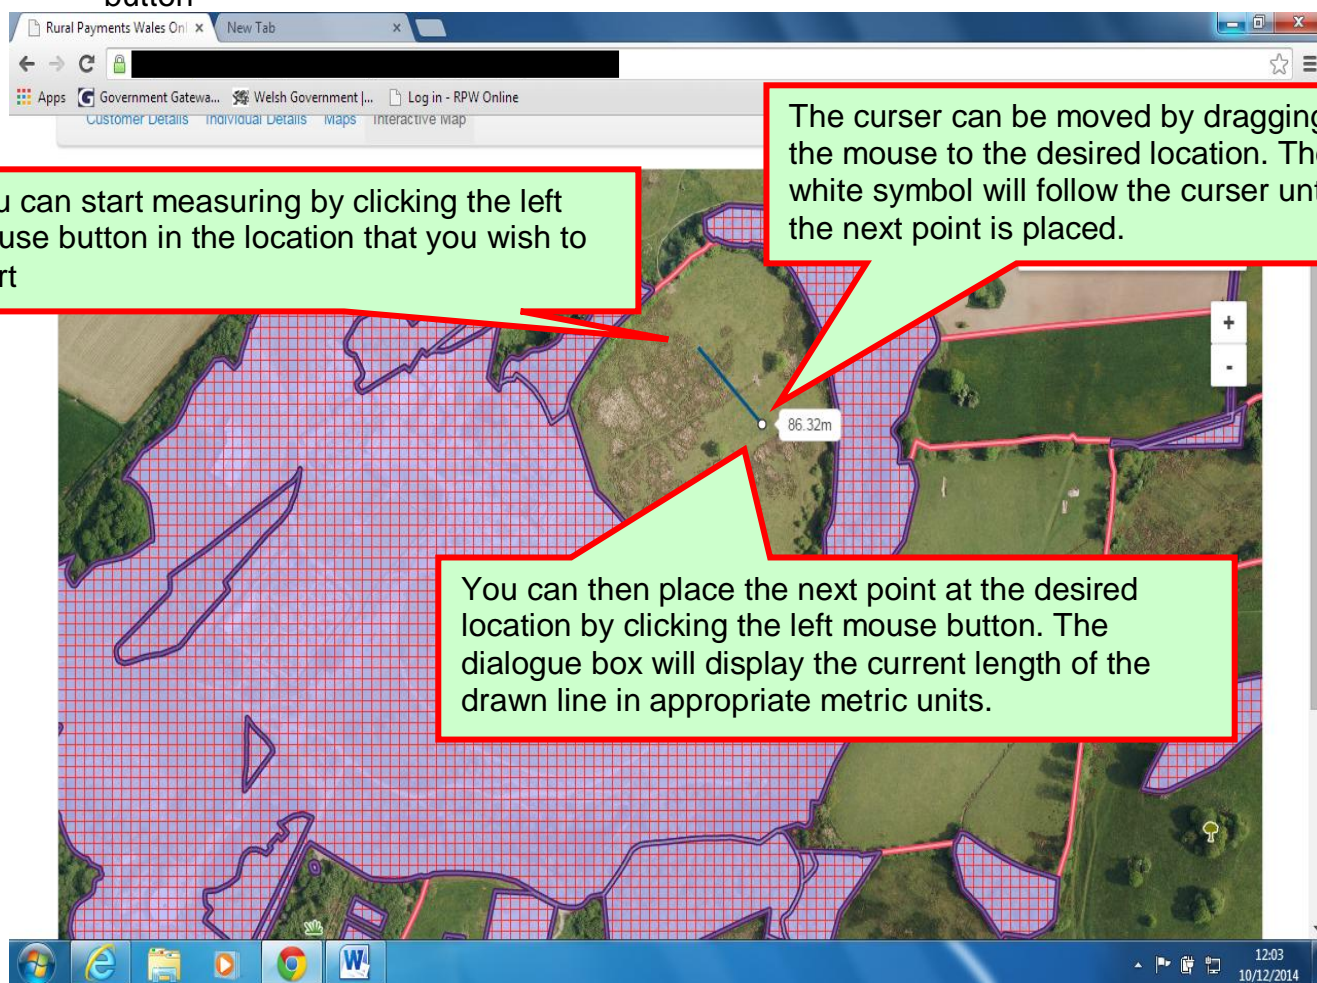 button
Rural Payments Wales Onl
New Tab
Apps
Government Gatewa...
Welsh Government |...
Log in - RPW Online
Customer Details
Individual Details
Maps
Interactive Map
The curser can be moved by dragging
the mouse to the desired location. The
white symbol will follow the curser unt
the next point is placed.
u can start measuring by clicking the left
use button in the location that you wish to
rt
+
-
86.32m
You can then place the next point at the desired
location by clicking the left mouse button. The
dialogue box will display the current length of the
drawn line in appropriate metric units.
12:03
10/12/2014